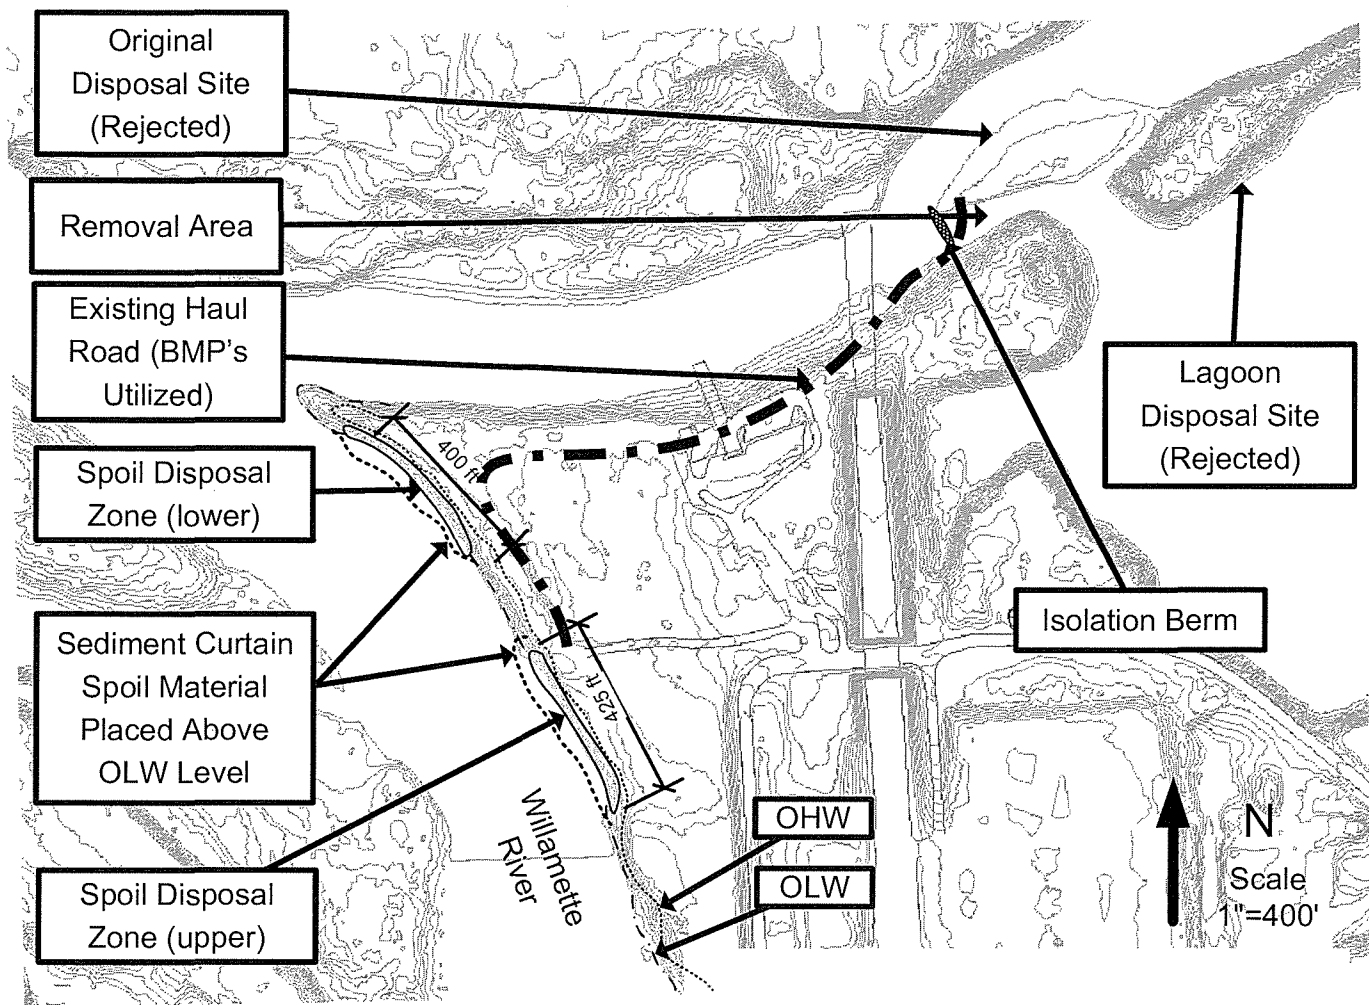 Original
Disposal Site
(Rejected)
Removal Area
Existing Haul
Road (BMP's
Utilized)
Spoil Disposal
Zone (lower)
Sediment Curtain
Spoil Material
Placed Above
OLW Level
Spoil Disposal
Zone (upper)
400 ft
425 ft
Willamette
River
OHW
OLW
Lagoon
Disposal Site
(Rejected)
Isolation Berm
N
Scale
1"=400'